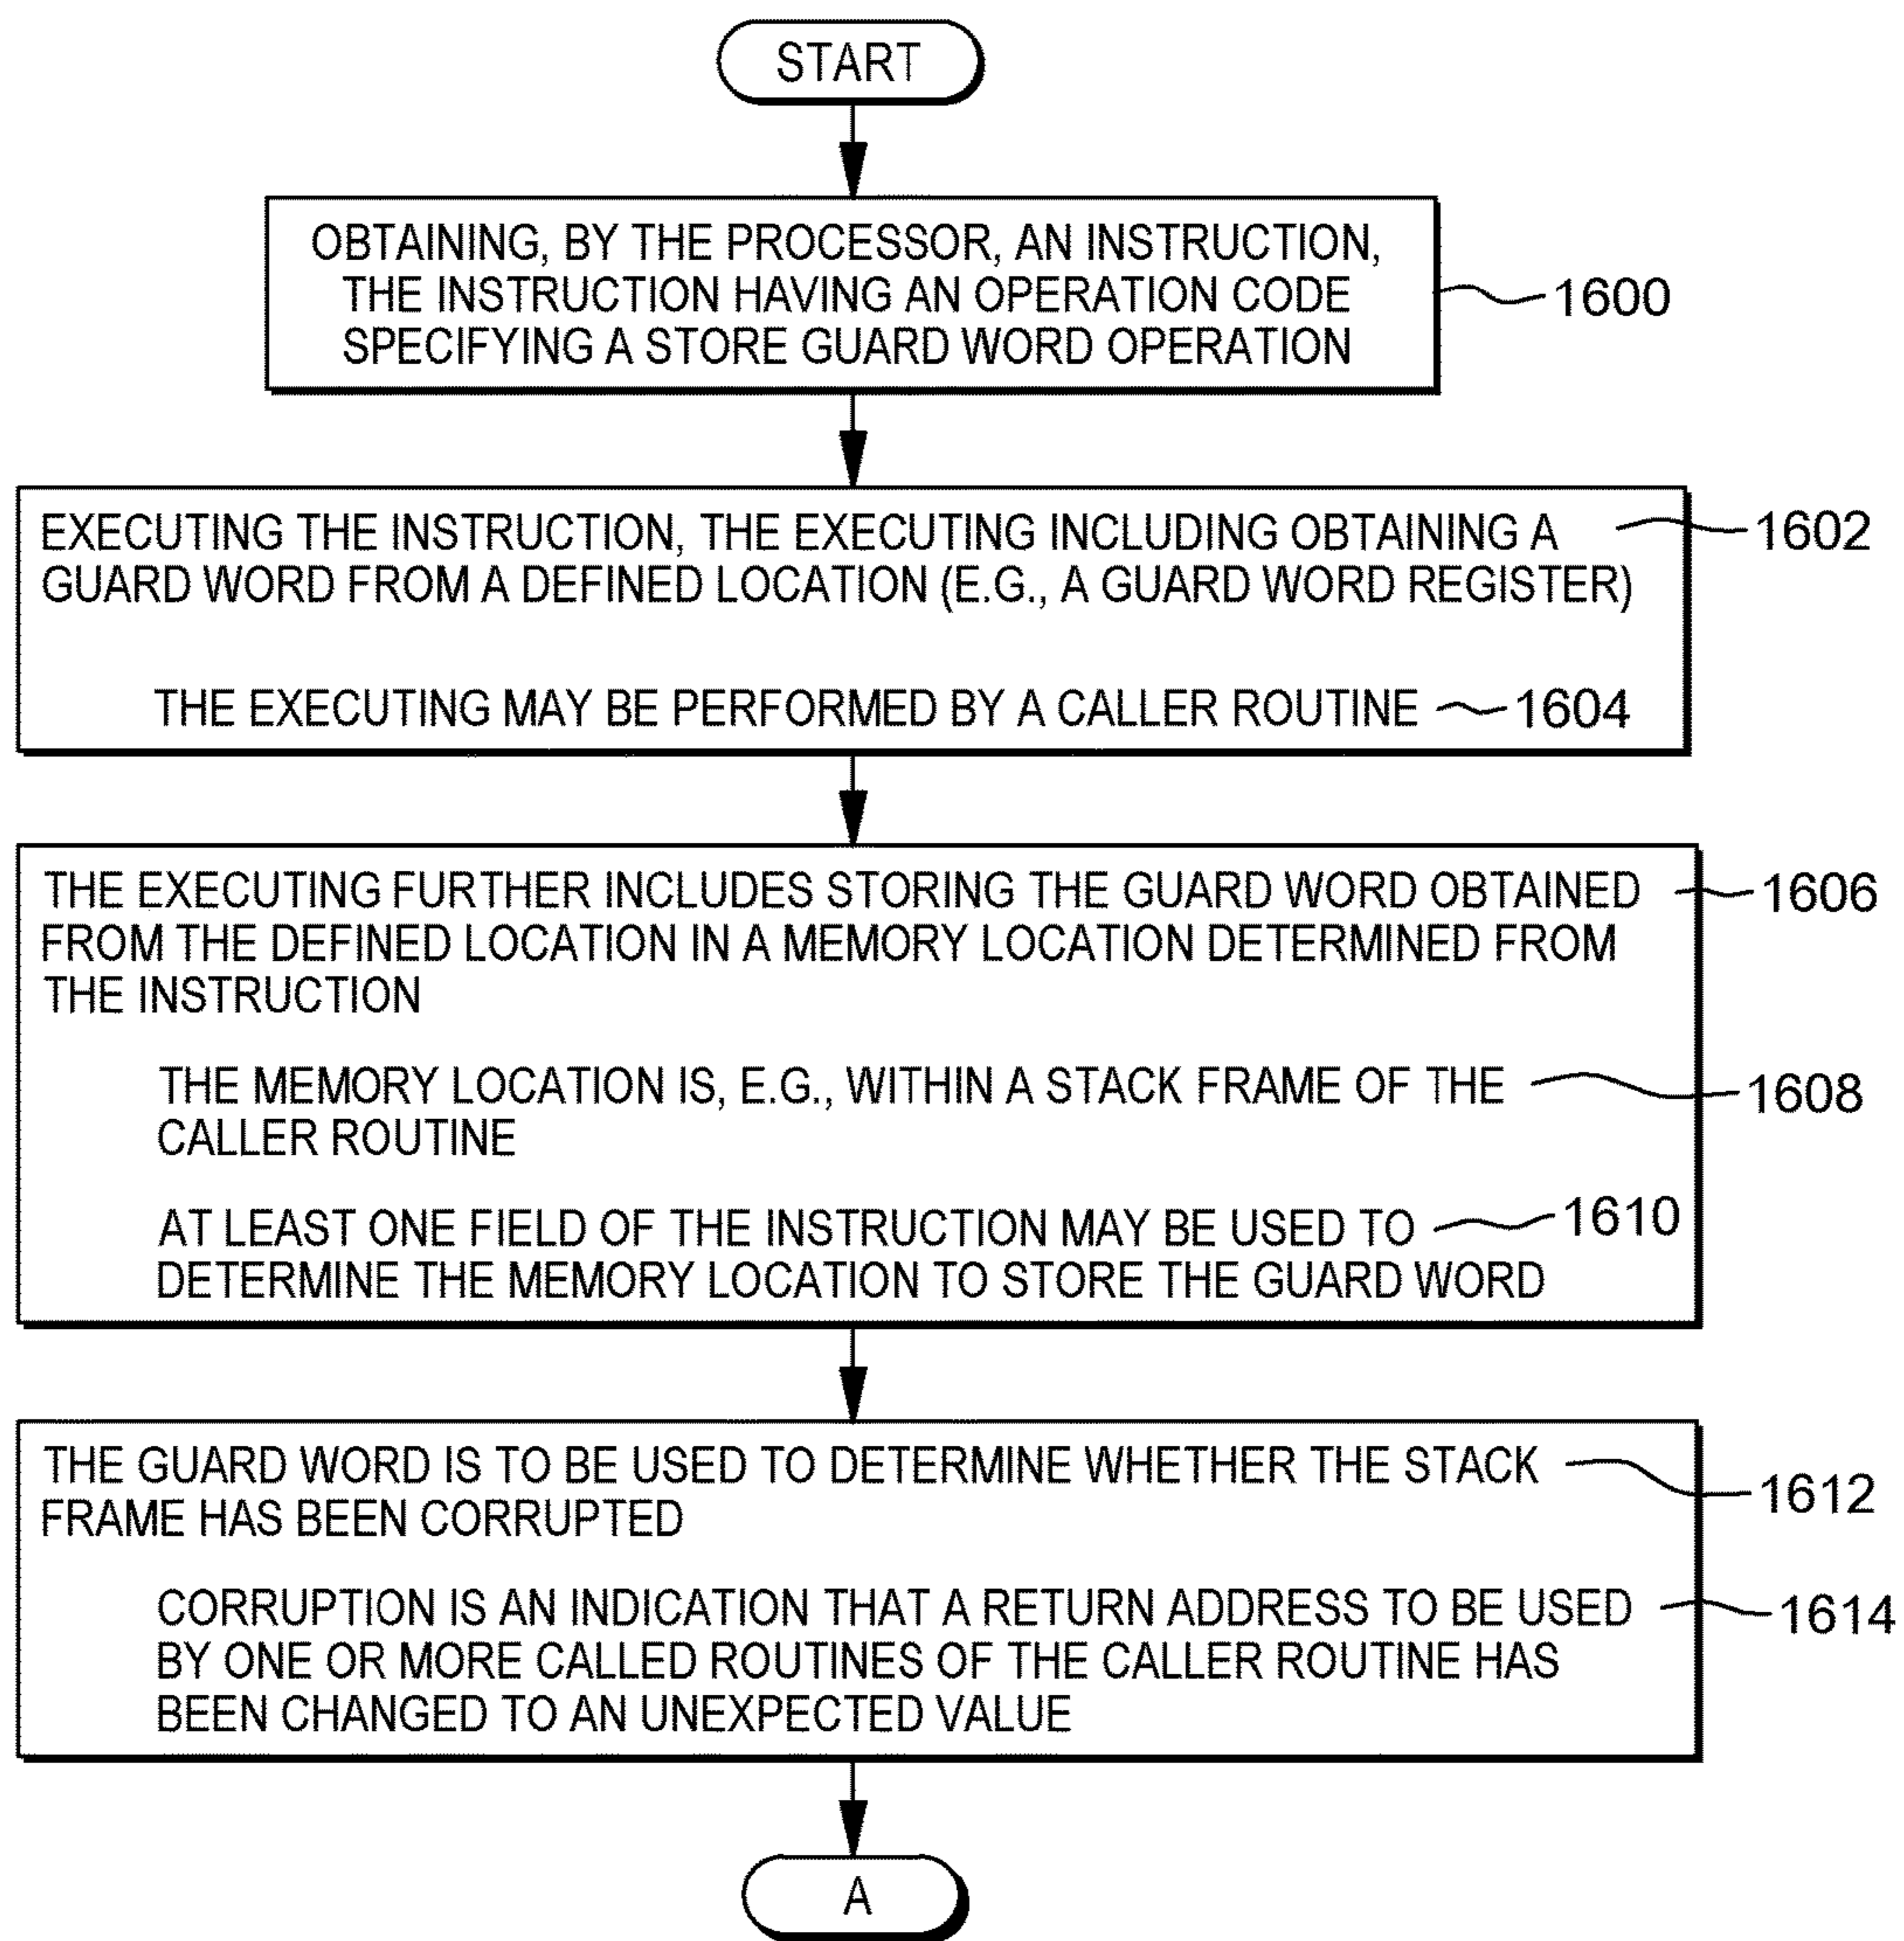 START
OBTAINING, BY THE PROCESSOR, AN INSTRUCTION,
THE INSTRUCTION HAVING AN OPERATION CODE
SPECIFYING A STORE GUARD WORD OPERATION
1600
EXECUTING THE INSTRUCTION, THE EXECUTING INCLUDING OBTAINING A
GUARD WORD FROM A DEFINED LOCATION (E.G., A GUARD WORD REGISTER)
1602
THE EXECUTING MAY BE PERFORMED BY A CALLER ROUTINE
1604
THE EXECUTING FURTHER INCLUDES STORING THE GUARD WORD OBTAINED
FROM THE DEFINED LOCATION IN A MEMORY LOCATION DETERMINED FROM
THE INSTRUCTION
1606
THE MEMORY LOCATION IS, E.G., WITHIN A STACK FRAME OF THE
CALLER ROUTINE
1608
AT LEAST ONE FIELD OF THE INSTRUCTION MAY BE USED TO
DETERMINE THE MEMORY LOCATION TO STORE THE GUARD WORD
1610
THE GUARD WORD IS TO BE USED TO DETERMINE WHETHER THE STACK
FRAME HAS BEEN CORRUPTED
1612
CORRUPTION IS AN INDICATION THAT A RETURN ADDRESS TO BE USED
BY ONE OR MORE CALLED ROUTINES OF THE CALLER ROUTINE HAS
BEEN CHANGED TO AN UNEXPECTED VALUE
1614
A